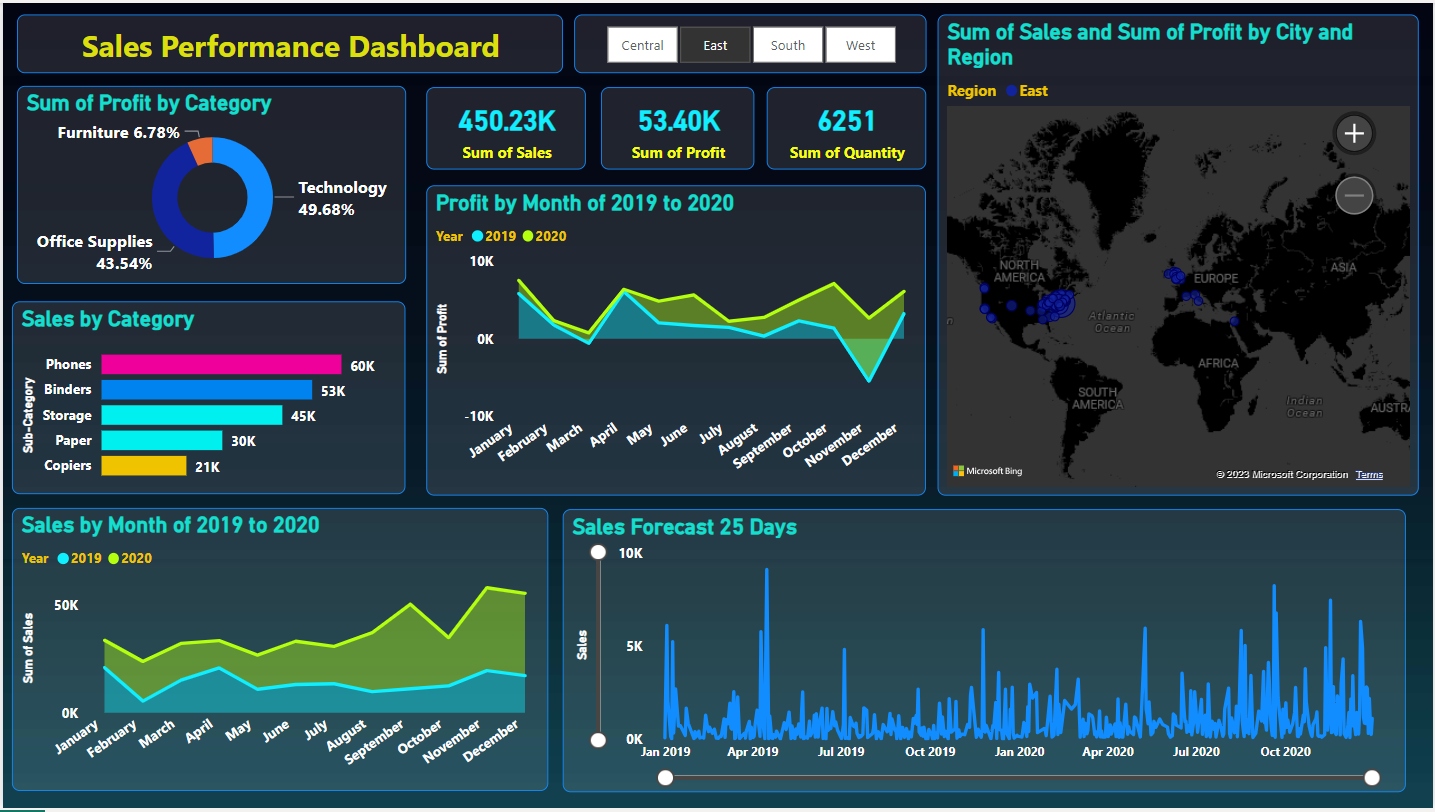 Sales Performance Dashboard
Central
East
South
West
Sum of Sales and Sum of Profit by City and
Region
Region East
NORTH
AMERICA
EUROPE
ASIA
Atlantic
Ocean
AFRICA
SOUTH
AMERICA
Indian
Ocean
AUSTRA
n
Microsoft Bing
© 2023 Microsoft Corporation Terms
Sum of Profit by Category
Furniture 6.78%
Technology
49.68%
Office Supplies
43.54%
450.23K
Sum of Sales
53.40K
Sum of Profit
6251
Sum of Quantity
Profit by Month of 2019 to 2020
Year 2019 2020
Sum of Profit
10K
0K
-10K
January
February
March
April
May
June
July
August
September
October
November
December
Sales by Category
Sub-Category
Phones 60K
Binders 53K
Storage 45K
Paper 30K
Copiers 21K
Sales by Month of 2019 to 2020
Year 2019 2020
Sum of Sales
50K
0K
January
February
March
April
May
June
July
August
September
October
November
December
Sales Forecast 25 Days
Sales
10K
5K
0K
Jan 2019
Apr 2019
Jul 2019
Oct 2019
Jan 2020
Apr 2020
Jul 2020
Oct 2020